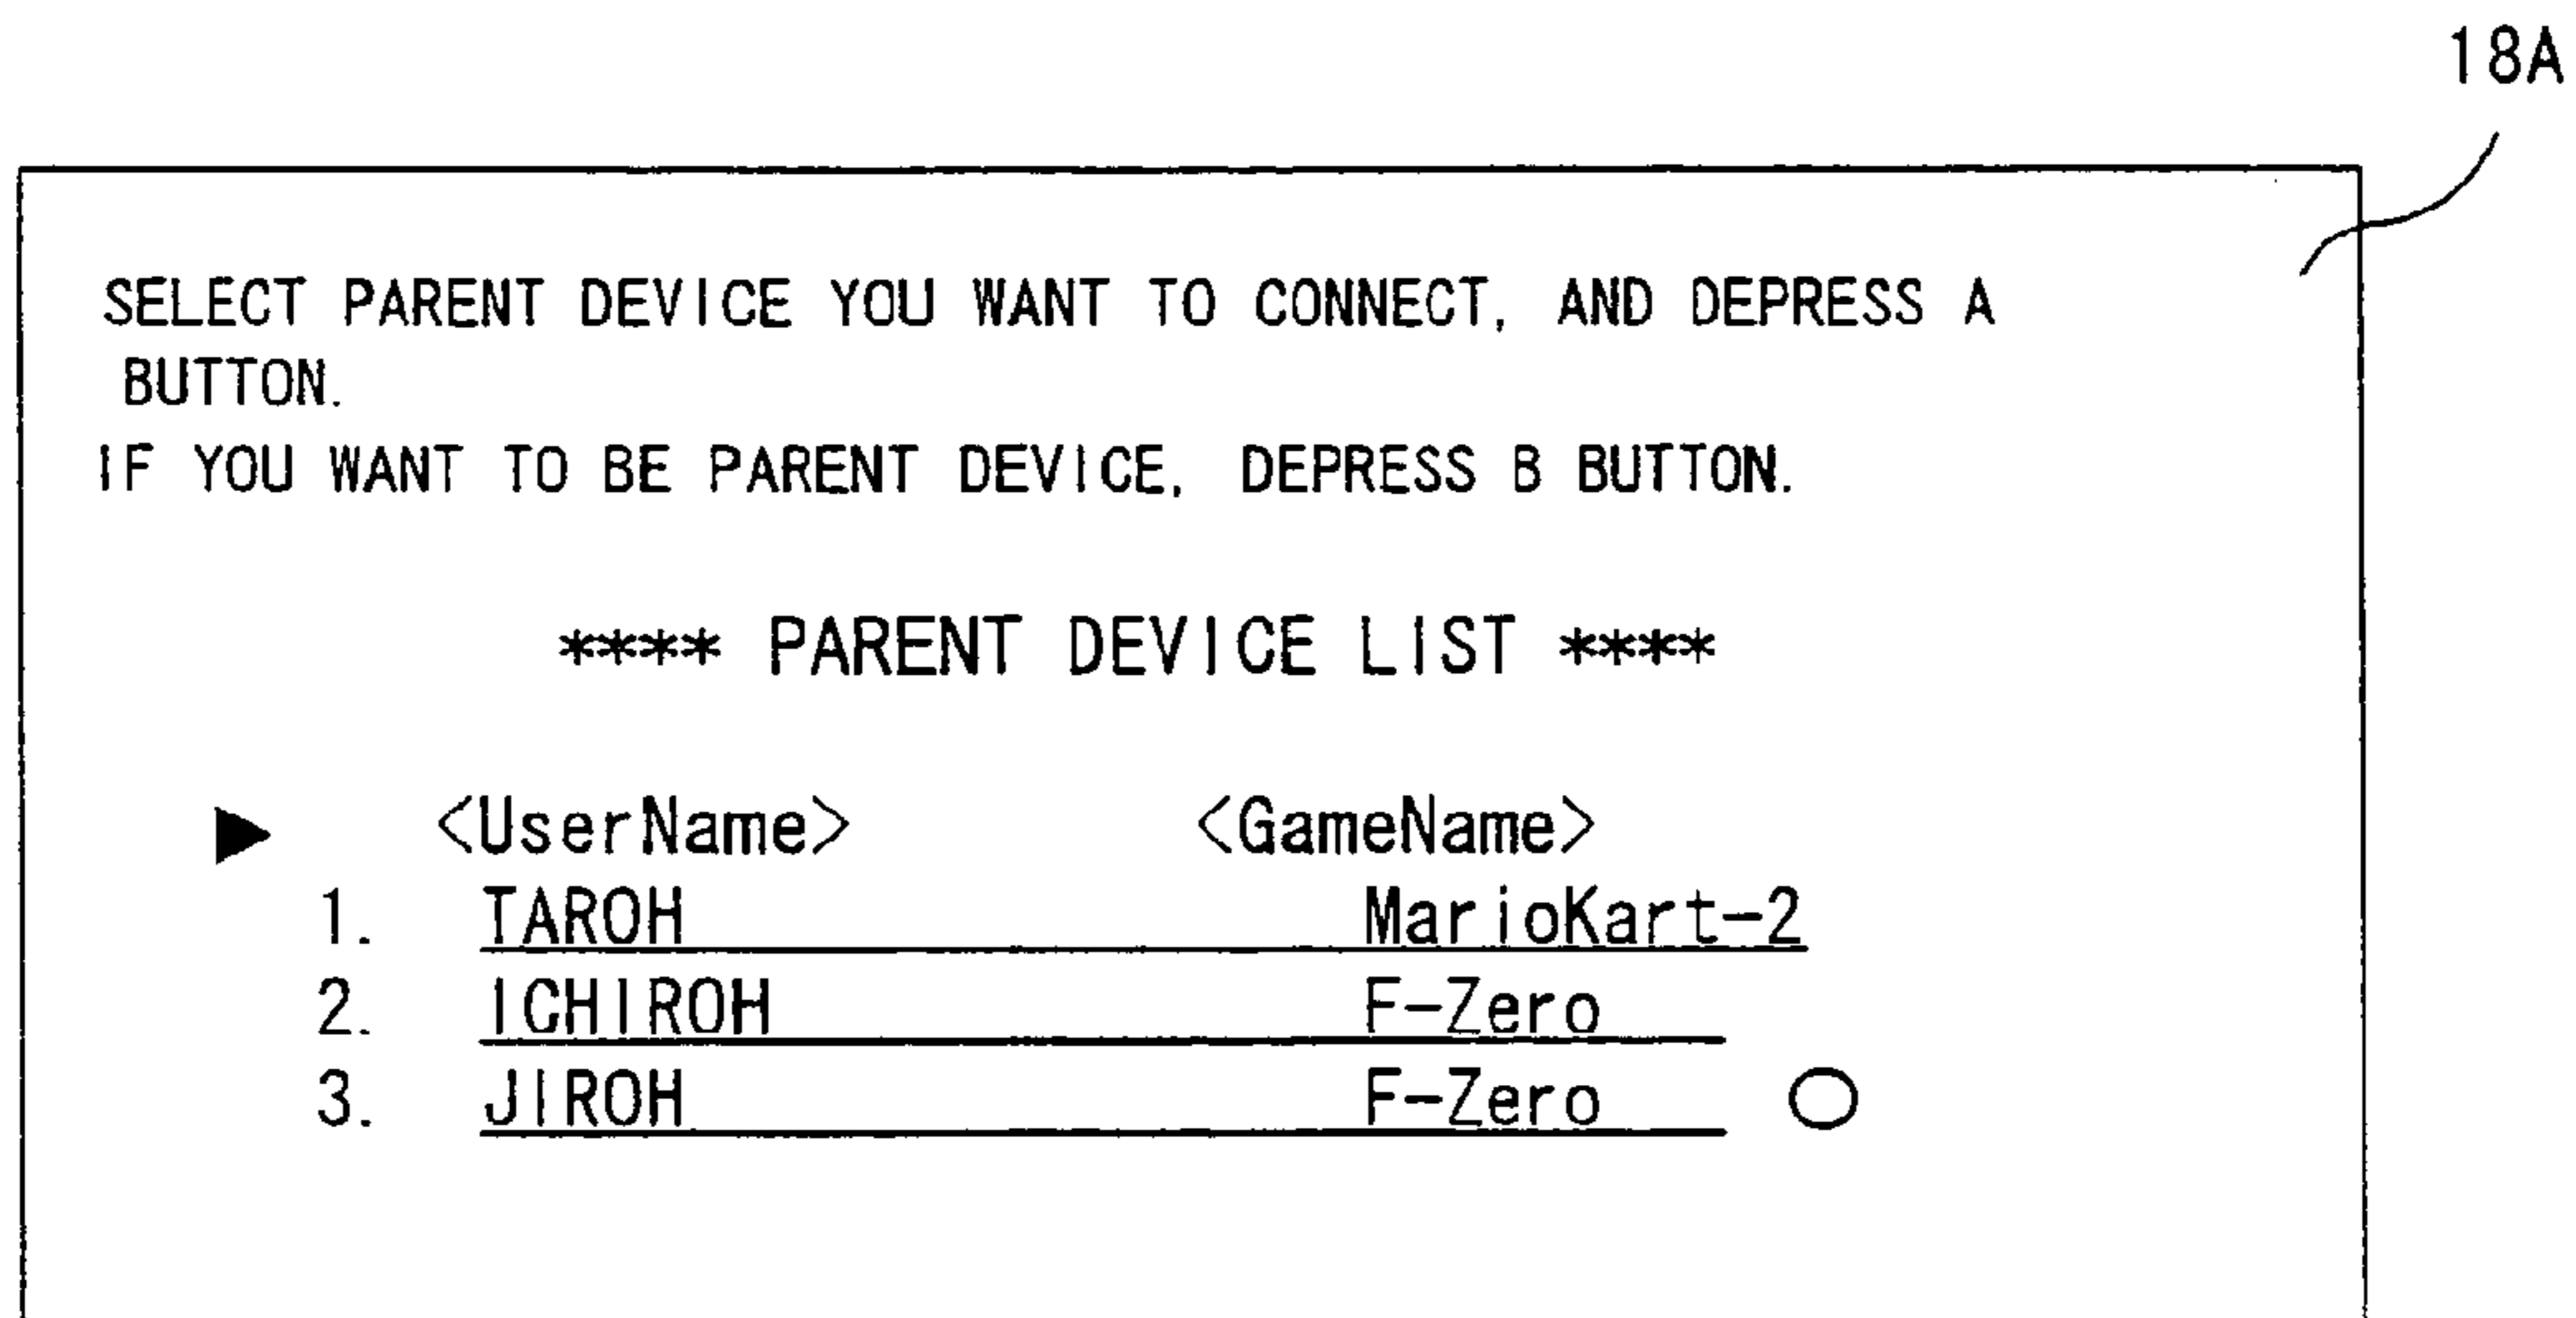 18A
SELECT PARENT DEVICE YOU WANT TO CONNECT, AND DEPRESS A
BUTTON.
IF YOU WANT TO BE PARENT DEVICE, DEPRESS B BUTTON.
**** PARENT DEVICE LIST ****
<UserName> <GameName>
1. TAROH MarioKart-2
2. ICHIROH F-Zero
3. JIROH F-Zero